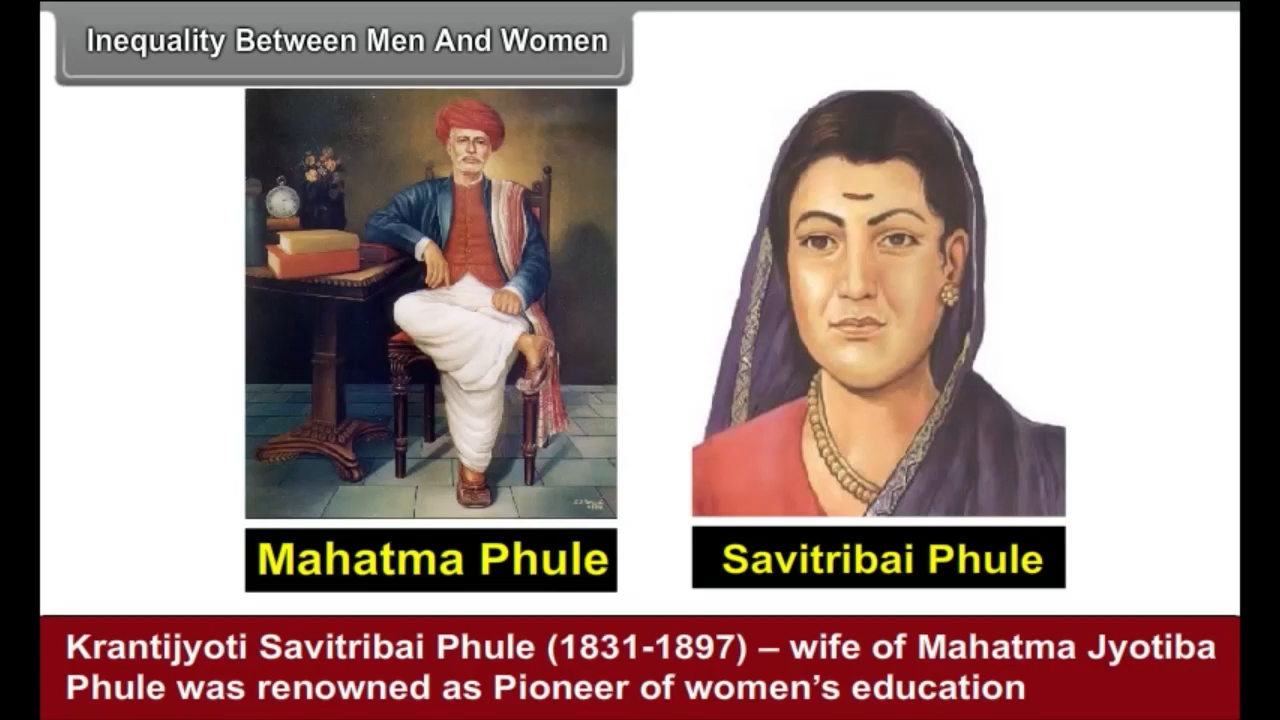 Inequality Between Men And Women
Mahatma Phule
Savitribai Phule
Krantijyoti Savitribai Phule (1831-1897) – wife of Mahatma Jyotiba
Phule was renowned as Pioneer of women’s education